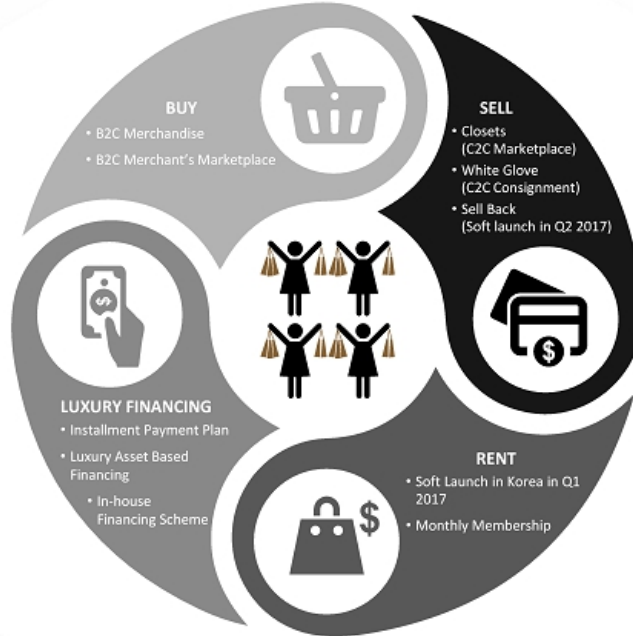 BUY
• B2C Merchandise
• B2C Merchant's Marketplace
SELL
• Closets
(C2C Marketplace)
• White Glove
(C2C Consignment)
• Sell Back
(Soft launch in Q2 2017)
$
$
LUXURY FINANCING
• Installment Payment Plan
• Luxury Asset Based
Financing
• In-house
Financing Scheme
RENT
• Soft Launch in Korea in Q1
2017
• Monthly Membership
$